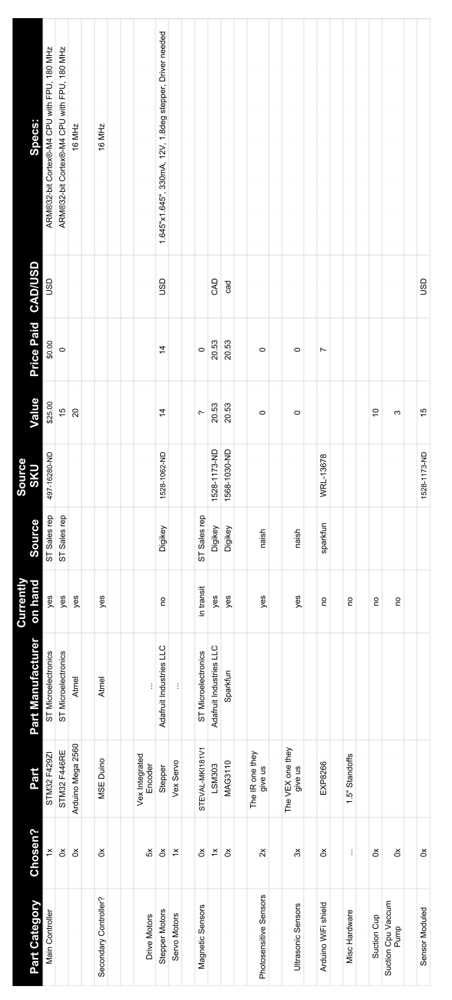 Part Category Chosen? Part Part Manufacturer Currently on hand Source Source SKU Value Price Paid CAD/USD Specs:
Main Controller 1x STM32 F429ZI ST Microelectronics yes ST Sales rep 497-16280-ND $25.00 $0.00 USD ARM®32-bit Cortex®-M4 CPU with FPU, 180 MHz
0x STM32 F446RE ST Microelectronics yes ST Sales rep 15 0 ARM®32-bit Cortex®-M4 CPU with FPU, 180 MHz
0x Arduino Mega 2560 Atmel yes 20 16 MHz
Secondary Controller? 0x MSE Duino Atmel yes 16 MHz
Drive Motors 5x Vex Integrated Encoder ...
Stepper Motors 0x Stepper Adafruit Industries LLC no Digikey 1528-1062-ND 14 14 USD 1.645"x1.645", 330mA, 12V, 1.8deg stepper, Driver needed
Servo Motors 1x Vex Servo ...
Magnetic Sensors 0x STEVAL-MKI181V1 ST Microelectronics in transit ST Sales rep ? 0
1x LSM303 Adafruit Industries LLC yes Digikey 1528-1173-ND 20.53 20.53 CAD
0x MAG3110 Sparkfun yes Digikey 1568-1030-ND 20.53 20.53 cad
Photosensitive Sensors 2x The IR one they give us yes naish 0 0
Ultrasonic Sensors 3x The VEX one they give us yes naish 0 0
Arduino WiFi shield 0x EXP8266 no sparkfun WRL-13678 7
Misc Hardware ... 1.5" Standoffs no
Suction Cup 0x no 10
Suction Cpu Vaccum Pump 0x no 3
Sensor Moduled 0x 1528-1173-ND 15 USD